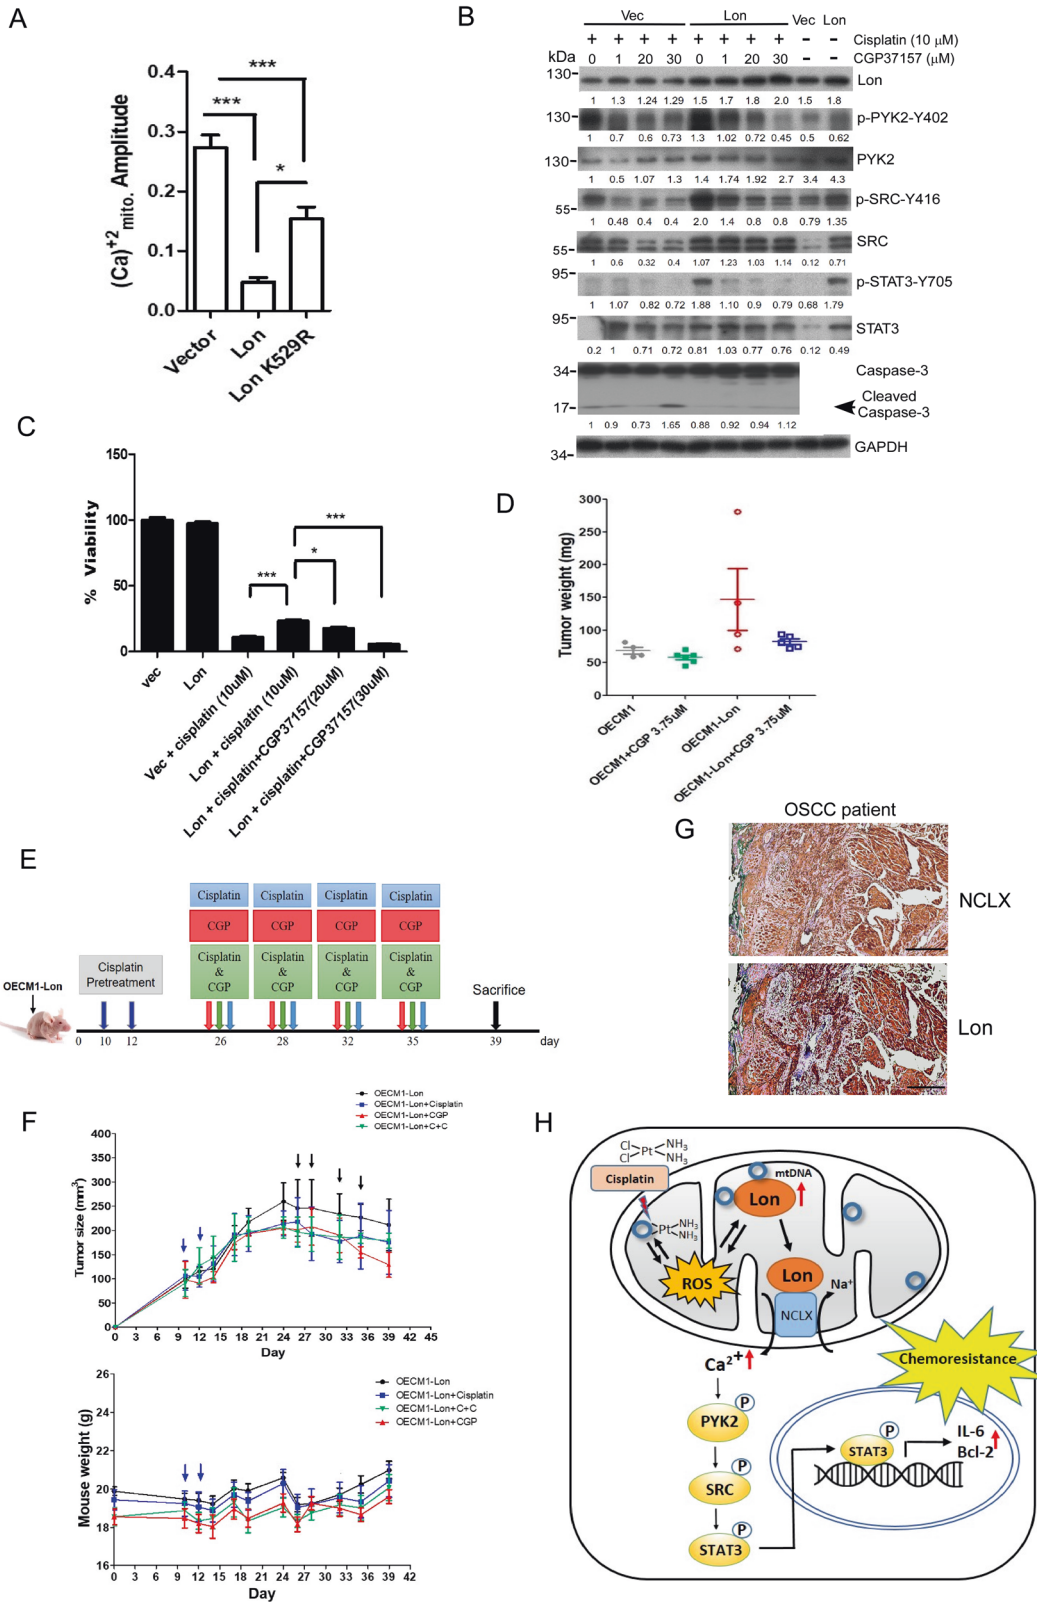 A
(Ca)+2 mito. Amplitude
0.4
0.3
0.2
0.1
0.0
***
***
*
Vector
Lon
Lon K529R
B
Vec Lon Vec Lon
+ + + + + + + + - - Cisplatin (10 μM)
kDa 0 1 20 30 0 1 20 30 - - CGP37157 (μM)
130 Lon
1 1.3 1.24 1.29 1.5 1.7 1.8 2.0 1.5 1.8
130 p-PYK2-Y402
1 0.7 0.6 0.73 1.3 1.02 0.72 0.45 0.5 0.62
130 PYK2
1 0.5 1.07 1.3 1.4 1.74 1.92 2.7 3.4 4.3
55 p-SRC-Y416
1 0.48 0.4 0.4 2.0 1.4 0.8 0.8 0.79 1.35
55 SRC
1 0.6 0.32 0.4 1.07 1.23 1.03 1.14 0.12 0.71
95 p-STAT3-Y705
1 1.07 0.82 0.72 1.88 1.10 0.9 0.79 0.68 1.79
95 STAT3
0.2 1 0.71 0.72 0.81 1.03 0.77 0.76 0.12 0.49
34 Caspase-3
17 Cleaved
Caspase-3
1 0.9 0.73 1.65 0.88 0.92 0.94 1.12
34 GAPDH
C
% Viability
150
100
50
0
***
*
***
vec
Lon
Vec + cisplatin (10uM)
Lon + cisplatin (10uM)
Lon + cisplatin+CGP37157(20uM)
Lon + cisplatin+CGP37157(30uM)
D
Tumor weight (mg)
300
250
200
150
100
50
0
OECM1
OECM1+CGP 3.75uM
OECM1-Lon
OECM1-Lon+CGP 3.75uM
E
OECM1-Lon
Cisplatin
Pretreatment
Cisplatin Cisplatin Cisplatin Cisplatin
CGP CGP CGP CGP
Cisplatin Cisplatin Cisplatin Cisplatin
& & & &
CGP CGP CGP CGP
Sacrifice
0 10 12 26 28 32 35 39 day
F
OECM1-Lon
OECM1-Lon+Cisplatin
OECM1-Lon+CGP
OECM1-Lon+C+C
Tumor size (mm3)
400
350
300
250
200
150
100
50
0
0 3 6 9 12 15 18 21 24 27 30 33 36 39 42 45
Day
OECM1-Lon
OECM1-Lon+Cisplatin
OECM1-Lon+C+C
OECM1-Lon+CGP
Mouse weight (g)
26
24
22
20
18
16
0 3 6 9 12 15 18 21 24 27 30 33 36 39 42
Day
G
OSCC patient
NCLX
Lon
H
Cl NH3
Pt
Cl NH3
Cisplatin
Pt NH3
NH3
mtDNA
Lon
ROS
Lon
NCLX
Na+
Ca2+
P
PYK2
P
SRC
P
STAT3
P
STAT3
IL-6
Bcl-2
Chemoresistance